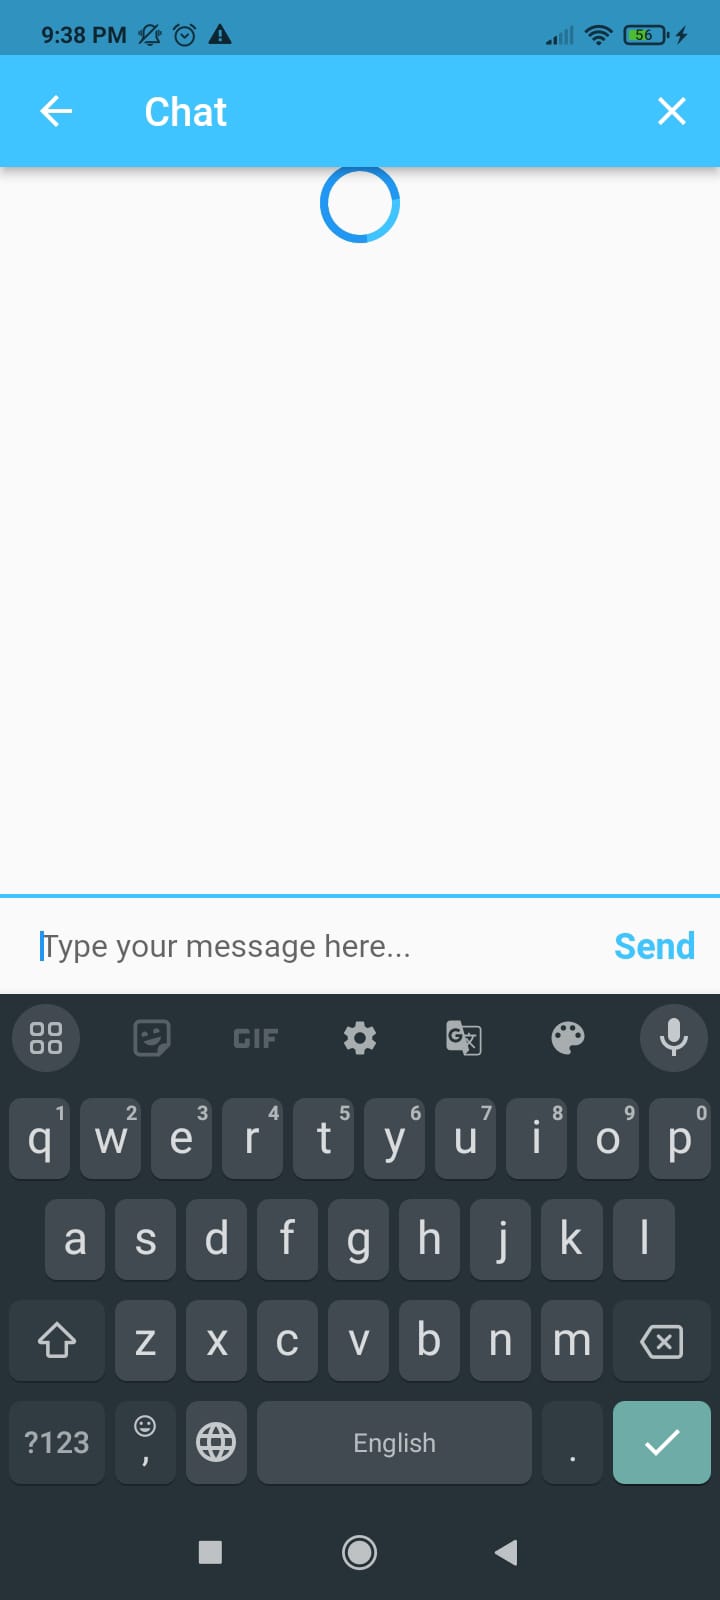 9:38 PM 56
Chat
Type your message here... Send
GIF G 文
q 1 w 2 e 3 r 4 t 5 y 6 u 7 i 8 o 9 p 0
a s d f g h j k l
z x c v b n m
?123 , English .